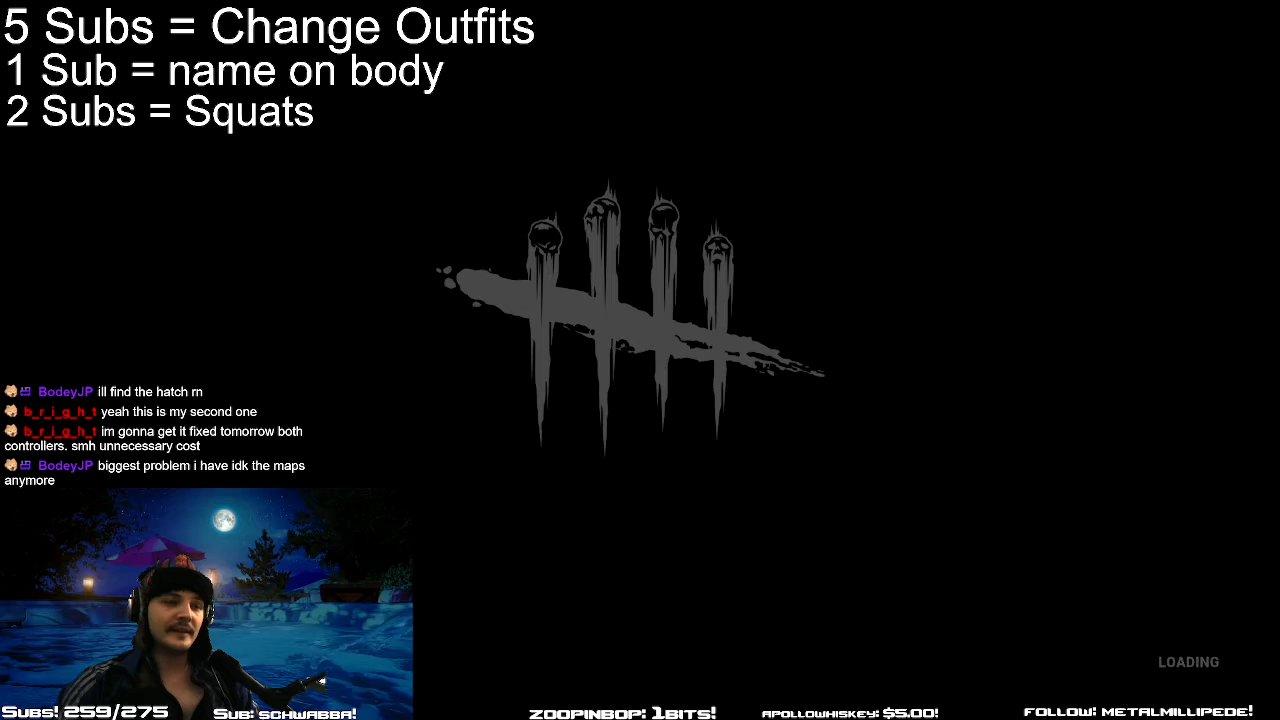 5 Subs = Change Outfits
1 Sub = name on body
2 Subs = Squats
BodeyJP ill find the hatch rn
b_r_i_g_h_t yeah this is my second one
b_r_i_g_h_t im gonna get it fixed tomorrow both
controllers. smh unnecessary cost
BodeyJP biggest problem i have idk the maps
anymore
LOADING
SUBS! 259/275
SUB: SCHWABBA!
ZOOPINBOP: 1BITS!
APOLLOWHISKEY: $5.00!
FOLLOW: METALMILLIPEDE!